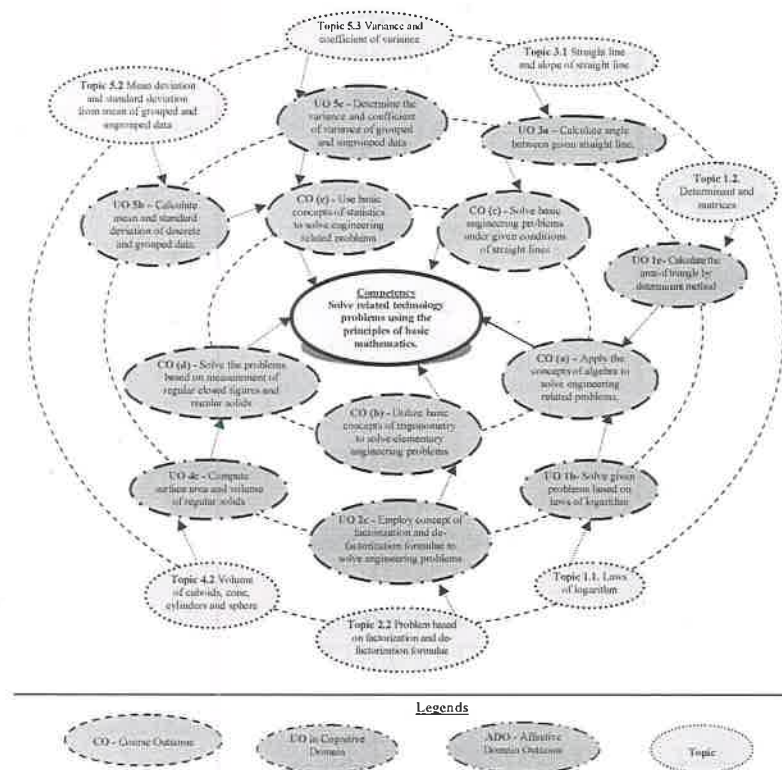 Topic 5.3 Variance and
coefficient of variance
Topic 3.1 Straight line
and slope of straight line
Topic 5.2 Mean deviation
and standard deviation
from mean of grouped and
ungrouped data
UO 5c - Determine the
variance and coefficient
of variance of grouped
and ungrouped data
UO 3a - Calculate angle
between given straight line.
Topic 1.2.
Determinant and
matrices
UO 5b - Calculate
mean and standard
deviation of discrete
and grouped data.
CO (e) - Use basic
concepts of statistics
to solve engineering
related problems
CO (c) - Solve basic
engineering problems
under given conditions
of straight lines
UO 1e- Calculate the
area of triangle by
determinant method
Competency
Solve related technology
problems using the
principles of basic
mathematics.
CO (d) - Solve the problems
based on measurement of
regular closed figures and
regular solids
CO (a) - Apply the
concepts of algebra to
solve engineering
related problems.
CO (b) - Utilize basic
concepts of trigonometry
to solve elementary
engineering problems
UO 4c - Compute
surface area and volume
of regular solids
UO 1b- Solve given
problems based on
laws of logarithm
UO 2c - Employ concept of
factorization and de-
factorization formulae to
solve engineering problems
Topic 4.2 Volume
of cuboids, cone,
cylinders and sphere
Topic 1.1. Laws
of logarithm
Topic 2.2 Problem based
on factorization and de-
factorization formulae
Legends
CO - Course Outcome
UO in Cognitive
Domain
ADO - Affective
Domain Outcome
Topic